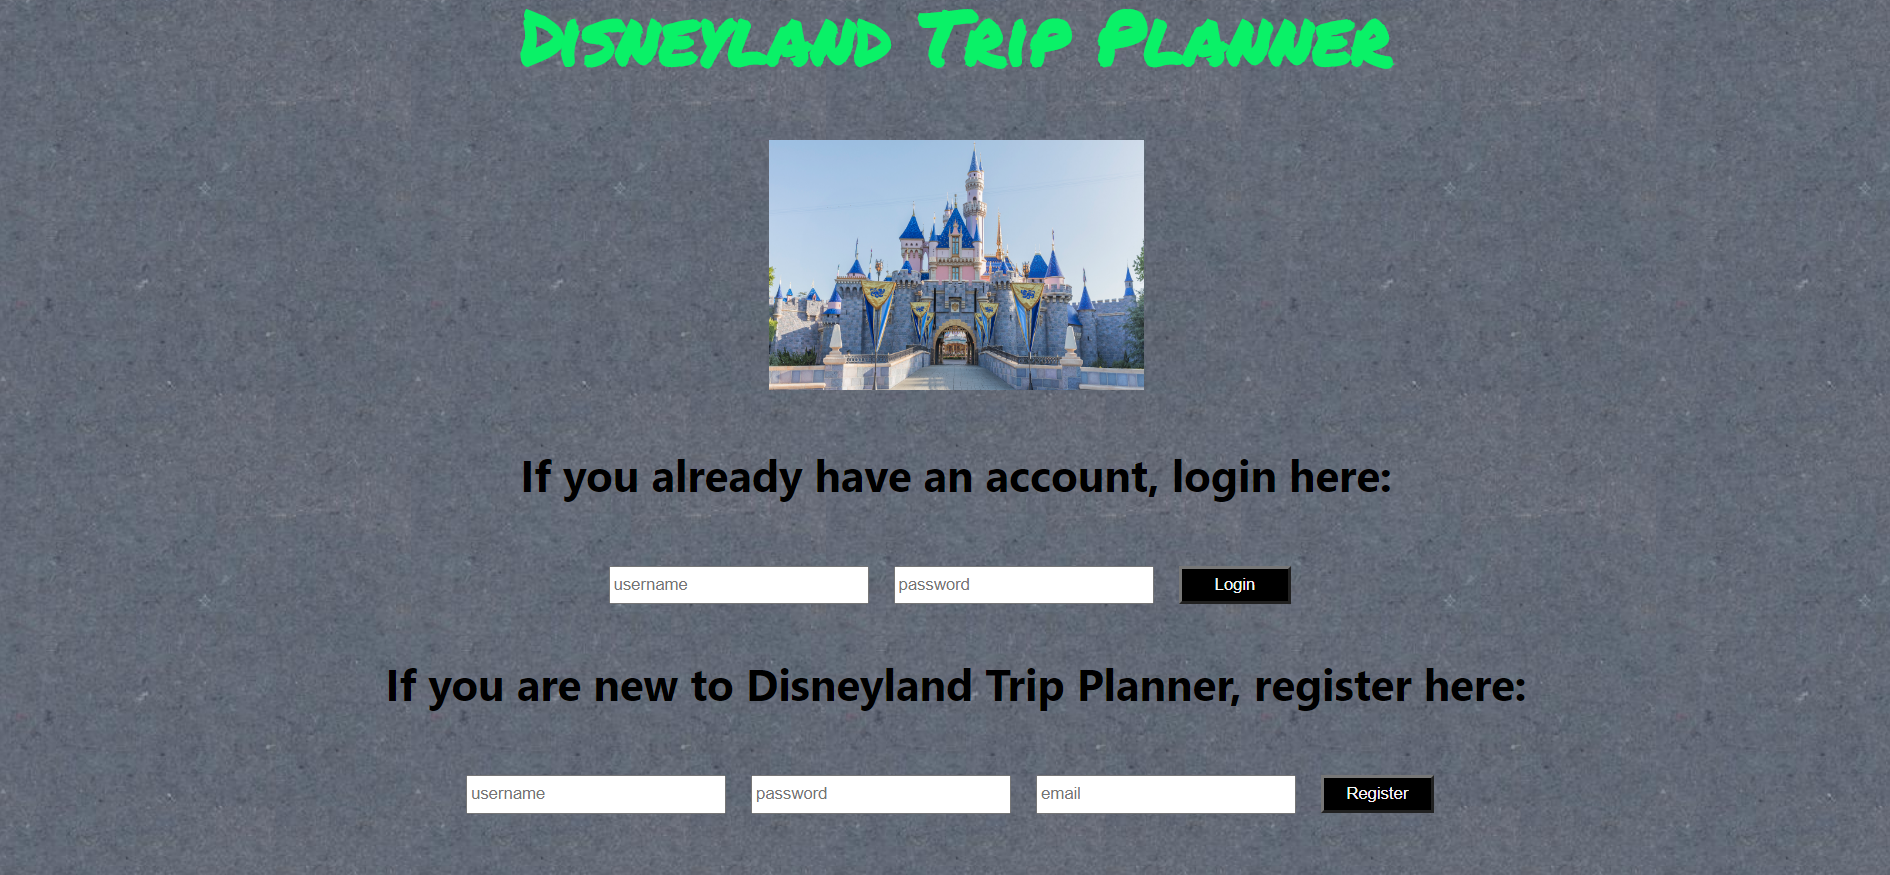 Disneyland Trip Planner
If you already have an account, login here:
username password Login
If you are new to Disneyland Trip Planner, register here:
username password email Register